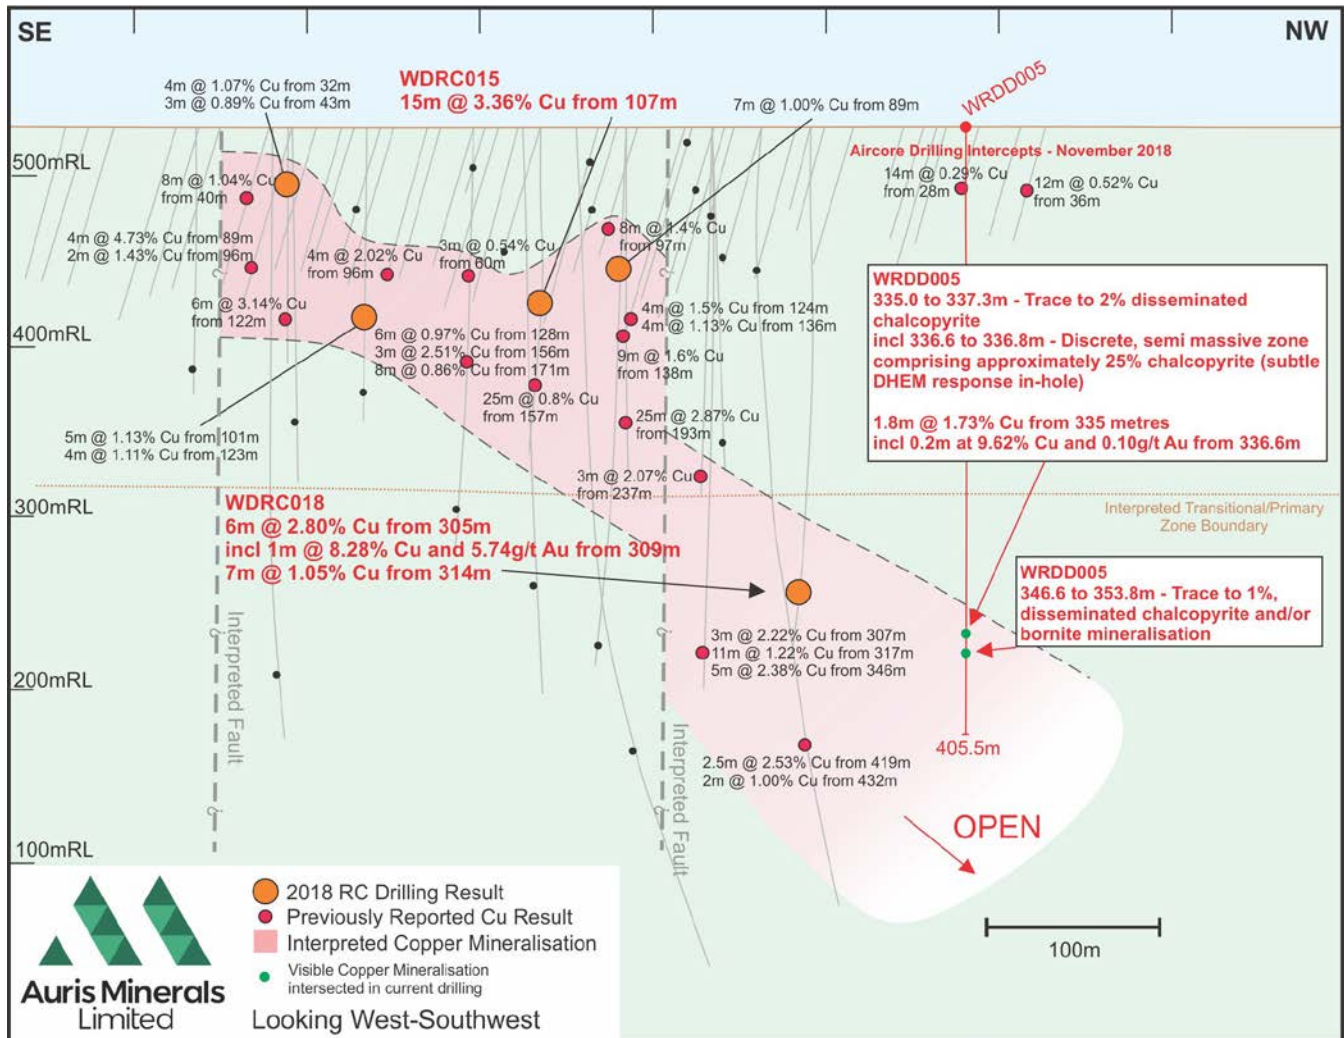 SE
NW
4m @ 1.07% Cu from 32m
3m @ 0.89% Cu from 43m
WDRC015
15m @ 3.36% Cu from 107m
7m @ 1.00% Cu from 89m
WRDD005
500mRL
Aircore Drilling Intercepts - November 2018
8m @ 1.04% Cu
from 40m
14m @ 0.29% Cu
from 28m
12m @ 0.52% Cu
from 36m
4m @ 4.73% Cu from 89m
2m @ 1.43% Cu from 96m
4m @ 2.02% Cu
from 96m
3m @ 0.54% Cu
from 60m
8m @ 1.4% Cu
from 97m
?
?
WRDD005
335.0 to 337.3m - Trace to 2% disseminated
chalcopyrite
incl 336.6 to 336.8m - Discrete, semi massive zone
comprising approximately 25% chalcopyrite (subtle
DHEM response in-hole)
1.8m @ 1.73% Cu from 335 metres
incl 0.2m at 9.62% Cu and 0.10g/t Au from 336.6m
6m @ 3.14% Cu
from 122m
4m @ 1.5% Cu from 124m
4m @ 1.13% Cu from 136m
400mRL
6m @ 0.97% Cu from 128m
3m @ 2.51% Cu from 156m
8m @ 0.86% Cu from 171m
9m @ 1.6% Cu
from 138m
25m @ 0.8% Cu
from 157m
25m @ 2.87% Cu
from 193m
5m @ 1.13% Cu from 101m
4m @ 1.11% Cu from 123m
3m @ 2.07% Cu
from 237m
300mRL
WDRC018
6m @ 2.80% Cu from 305m
incl 1m @ 8.28% Cu and 5.74g/t Au from 309m
7m @ 1.05% Cu from 314m
Interpreted Transitional/Primary
Zone Boundary
WRDD005
346.6 to 353.8m - Trace to 1%,
disseminated chalcopyrite and/or
bornite mineralisation
?
?
Interpreted Fault
3m @ 2.22% Cu from 307m
11m @ 1.22% Cu from 317m
5m @ 2.38% Cu from 346m
200mRL
Interpreted Fault
405.5m
2.5m @ 2.53% Cu from 419m
2m @ 1.00% Cu from 432m
?
?
OPEN
100mRL
100m
Auris Minerals
Limited
2018 RC Drilling Result
Previously Reported Cu Result
Interpreted Copper Mineralisation
Visible Copper Mineralisation
intersected in current drilling
Looking West-Southwest